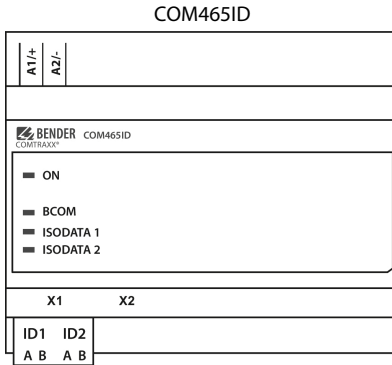 COM465ID
A1/+
A2/-
BENDER COM465ID
COMTRAXX®
ON
BCOM
ISODATA 1
ISODATA 2
X1 X2
ID1 ID2
A B A B